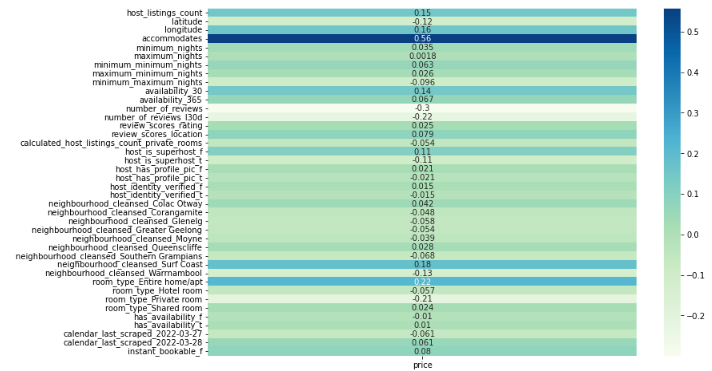 host_listings_count 0.15
latitude -0.12
longitude 0.16
accommodates 0.56
minimum_nights 0.035
maximum_nights 0.0018
minimum_minimum_nights 0.063
maximum_minimum_nights 0.026
minimum_maximum_nights -0.096
availability_30 0.14
availability_365 0.067
number_of_reviews -0.3
number_of_reviews_l30d -0.22
review_scores_rating 0.025
review_scores_location 0.079
calculated_host_listings_count_private_rooms -0.054
host_is_superhost_f 0.11
host_is_superhost_t -0.11
host_has_profile_pic_f 0.021
host_has_profile_pic_t -0.021
host_identity_verified_f 0.015
host_identity_verified_t -0.015
neighbourhood_cleansed_Colac Otway 0.042
neighbourhood_cleansed_Corangamite -0.048
neighbourhood_cleansed_Glenelg -0.058
neighbourhood_cleansed_Greater Geelong -0.054
neighbourhood_cleansed_Moyne -0.039
neighbourhood_cleansed_Queenscliffe 0.028
neighbourhood_cleansed_Southern Grampians -0.068
neighbourhood_cleansed_Surf Coast 0.18
neighbourhood_cleansed_Warrnambool -0.13
room_type_Entire home/apt 0.22
room_type_Hotel room -0.057
room_type_Private room -0.21
room_type_Shared room 0.024
has_availability_f -0.01
has_availability_t 0.01
calendar_last_scraped_2022-03-27 -0.061
calendar_last_scraped_2022-03-28 0.061
instant_bookable_f 0.08
price
0.5
0.4
0.3
0.2
0.1
0.0
−0.1
−0.2